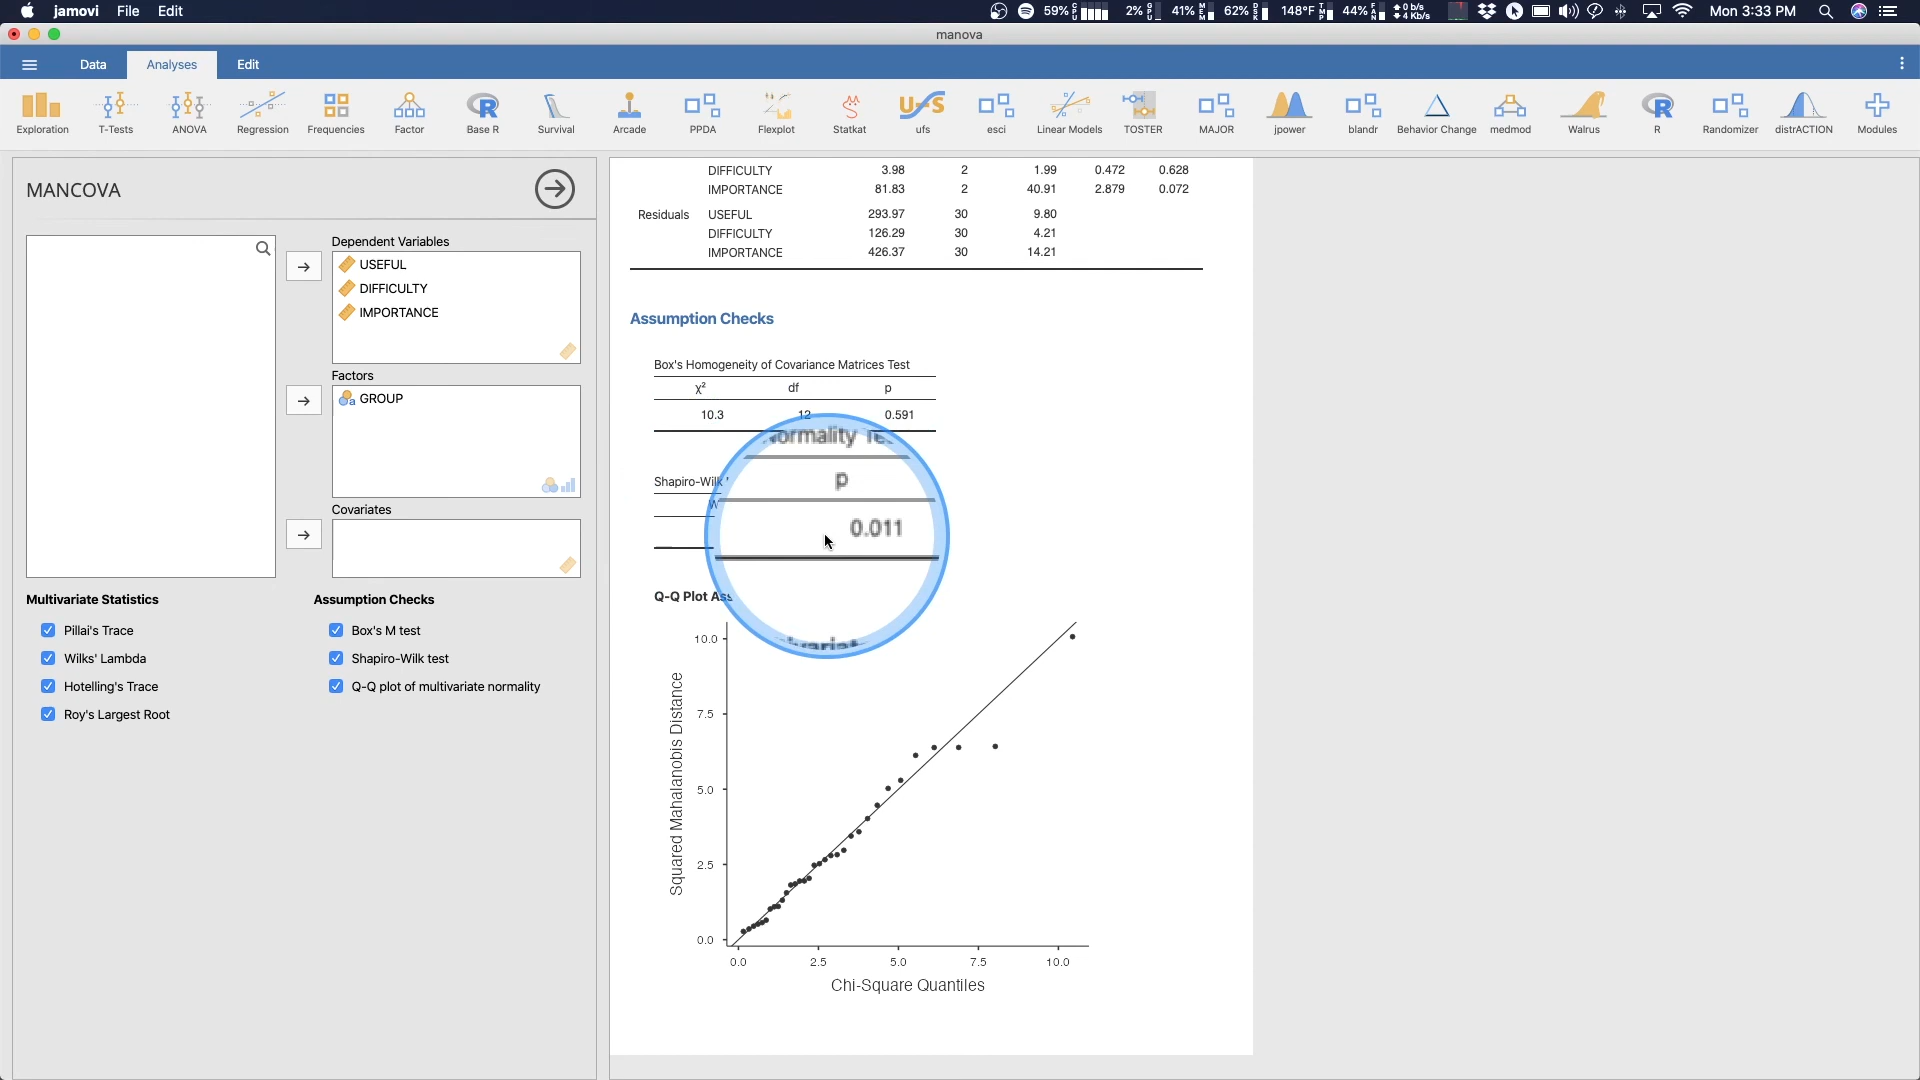 jamovi File Edit
59% 2% 41% 62% 148°F 44% 0 b/s 4 Kb/s Mon 3:33 PM
manova
Data Analyses Edit
Exploration T-Tests ANOVA Regression Frequencies Factor Base R Survival Arcade PPDA Flexplot Statkat ufs esci Linear Models TOSTER MAJOR jpower blandr Behavior Change medmod Walrus R Randomizer distrACTION Modules
MANCOVA
Dependent Variables
USEFUL
DIFFICULTY
IMPORTANCE
Factors
GROUP
Covariates
Multivariate Statistics
Pillai's Trace
Wilks' Lambda
Hotelling's Trace
Roy's Largest Root
Assumption Checks
Box's M test
Shapiro-Wilk test
Q-Q plot of multivariate normality
DIFFICULTY 3.98 2 1.99 0.472 0.628
IMPORTANCE 81.83 2 40.91 2.879 0.072
Residuals USEFUL 293.97 30 9.80
DIFFICULTY 126.29 30 4.21
IMPORTANCE 426.37 30 14.21
Assumption Checks
Box's Homogeneity of Covariance Matrices Test
χ² df p
10.3 12 0.591
Shapiro-Wilk
W p
0.011
Q-Q Plot
10.0
7.5
5.0
2.5
0.0
Squared Mahalanobis Distance
0.0 2.5 5.0 7.5 10.0
Chi-Square Quantiles